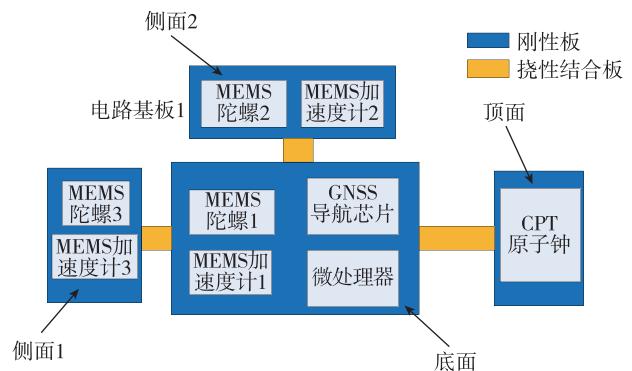 侧面2
刚性板
挠性结合板
电路基板1
MEMS
陀螺2
MEMS加
速度计2
顶面
MEMS
陀螺3
MEMS加
速度计3
MEMS
陀螺1
GNSS
导航芯片
MEMS加
速度计1
微处理器
CPT
原子钟
侧面1
底面